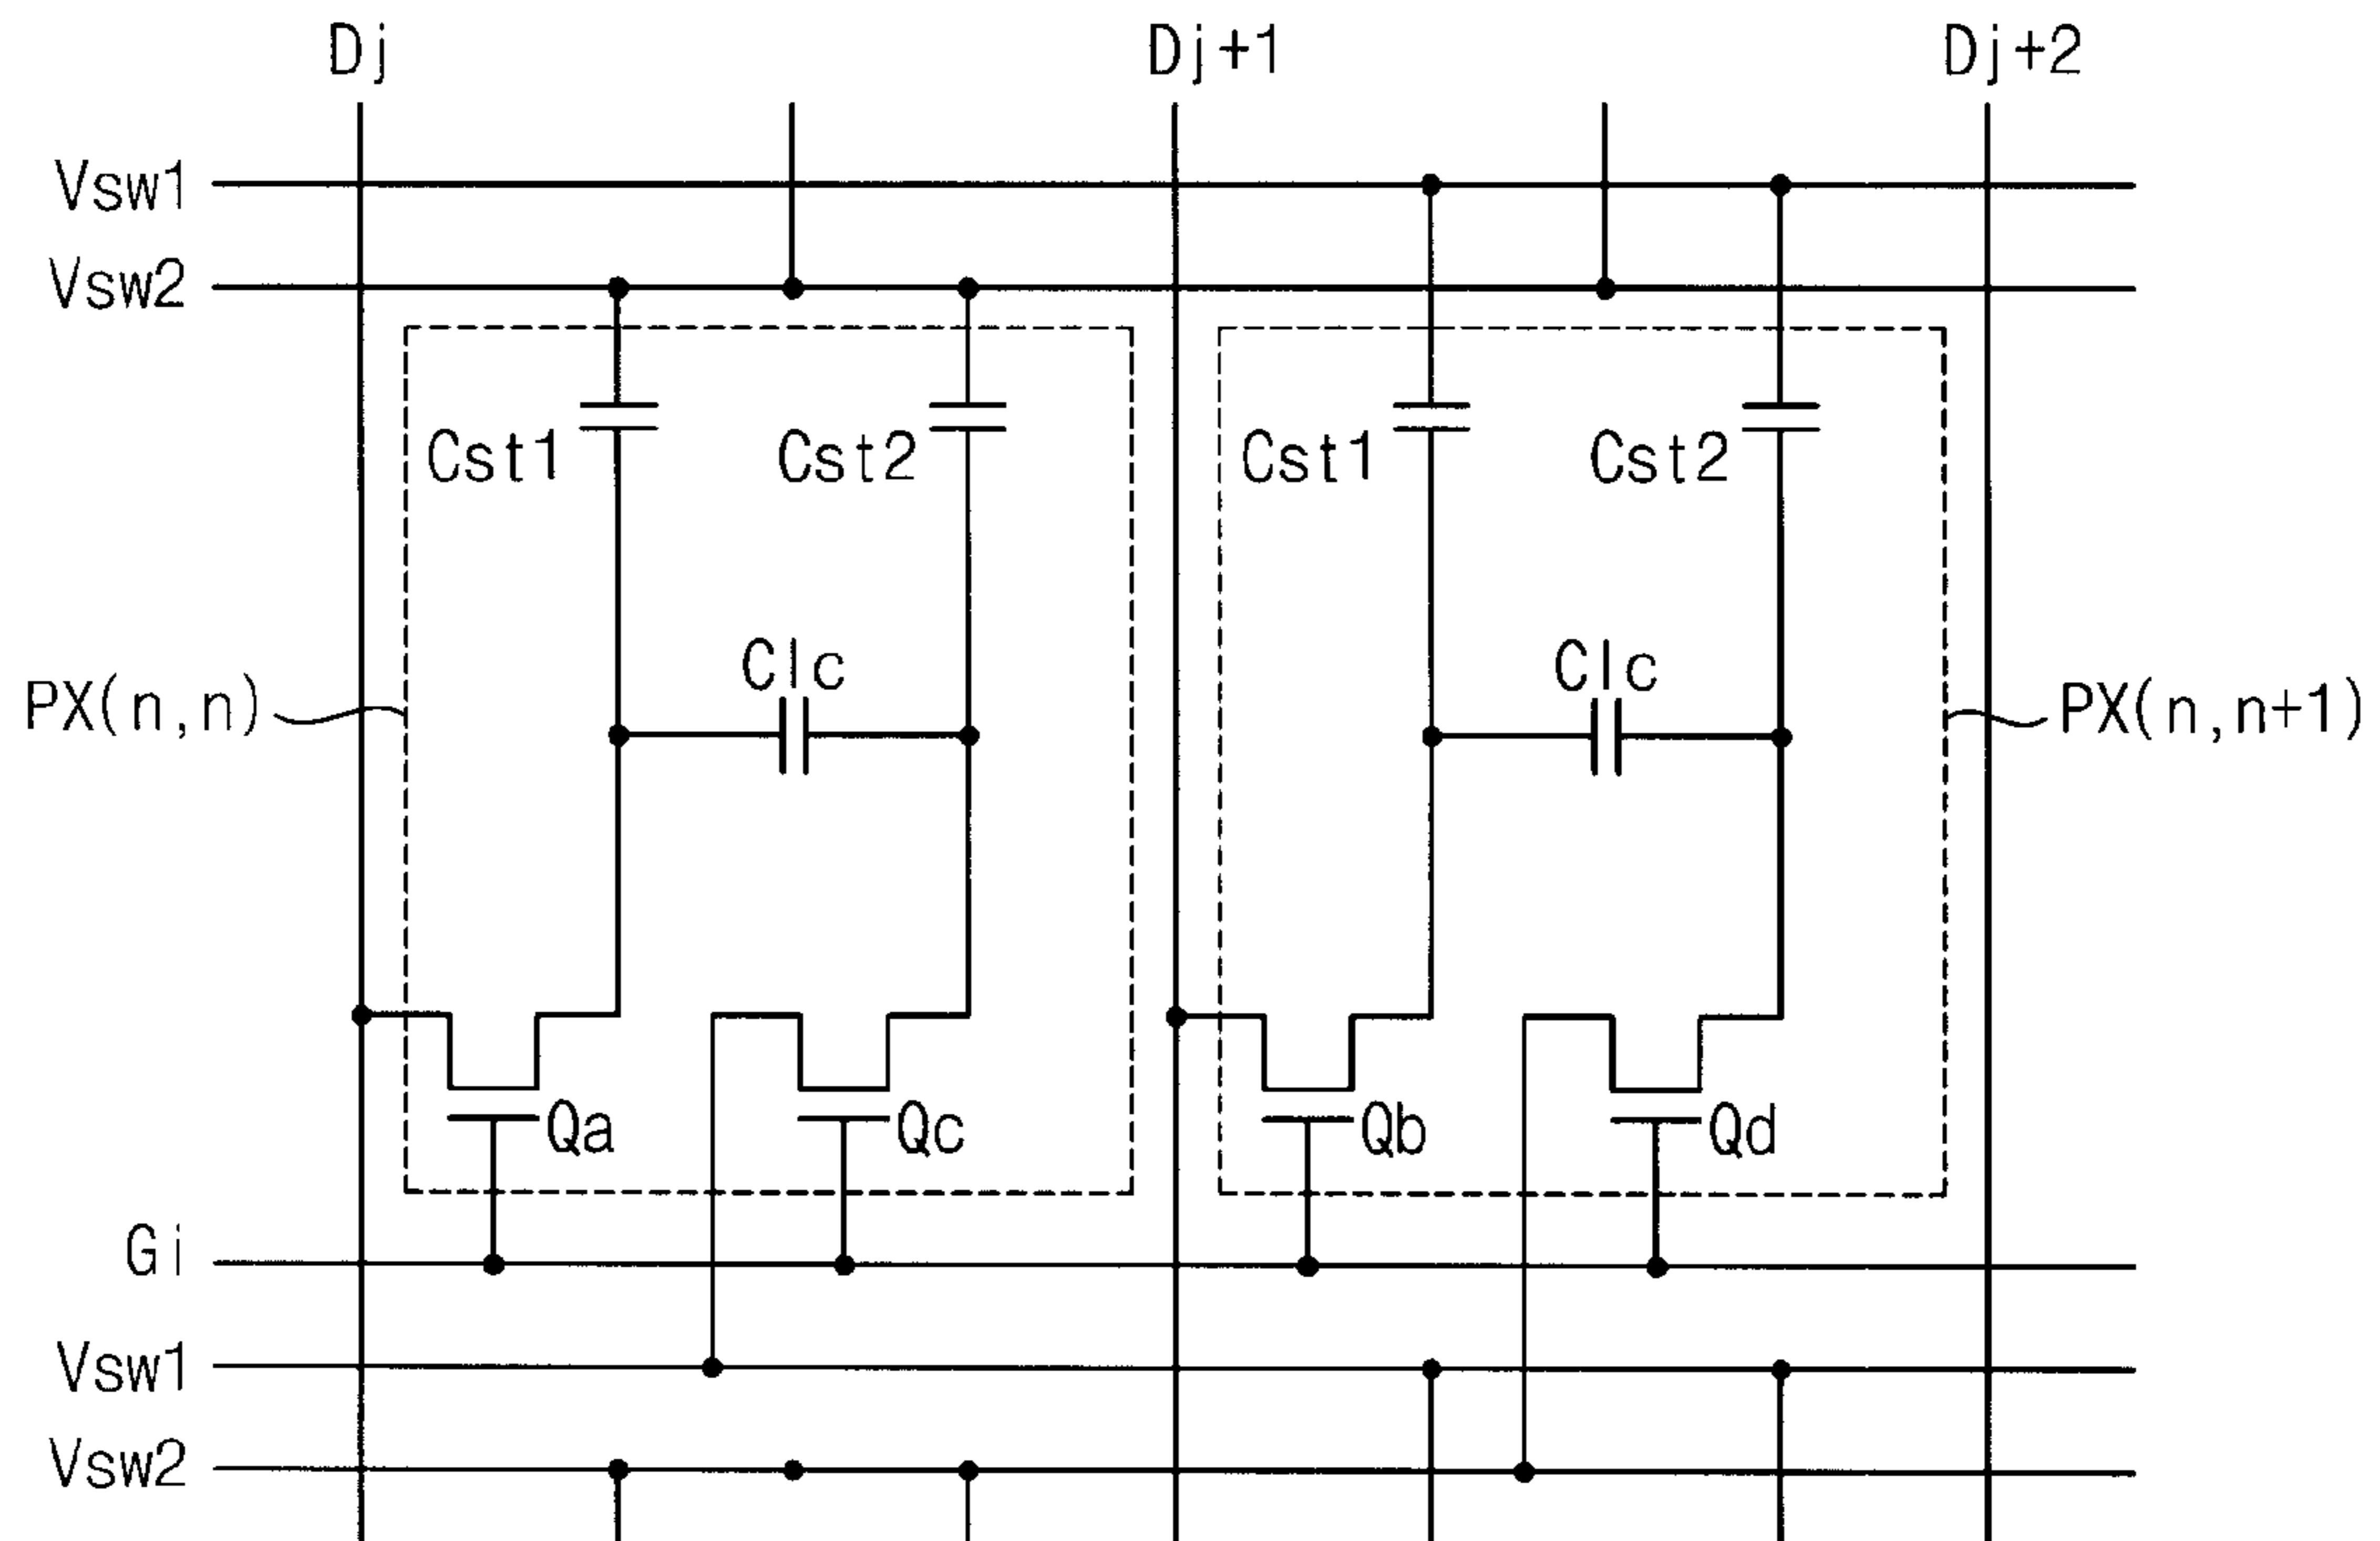 Dj Dj+1 Dj+2
Vsw1
Vsw2
Cst1 Cst2 Cst1 Cst2
Clc Clc
PX(n,n) PX(n,n+1)
Qa Qc Qb Qd
Gi
Vsw1
Vsw2